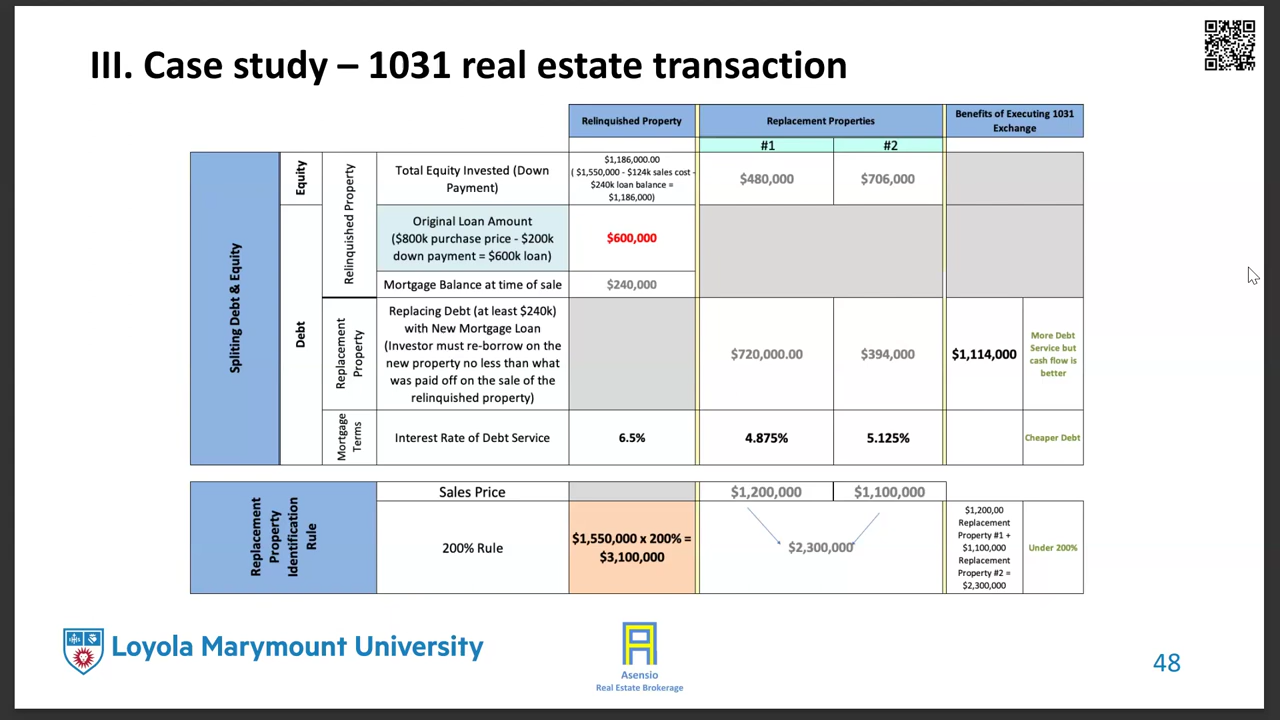 III. Case study – 1031 real estate transaction
Relinquished Property
Replacement Properties
Benefits of Executing 1031
Exchange
#1
#2
Spliting Debt & Equity
Equity
Relinquished Property
Total Equity Invested (Down
Payment)
$1,186,000.00
( $1,550,000 - $124k sales cost -
$240k loan balance =
$1,186,000)
$480,000
$706,000
Debt
Original Loan Amount
($800k purchase price - $200k
down payment = $600k loan)
$600,000
Mortgage Balance at time of sale
$240,000
Replacement
Property
Replacing Debt (at least $240k)
with New Mortgage Loan
(Investor must re-borrow on the
new property no less than what
was paid off on the sale of the
relinquished property)
$720,000.00
$394,000
$1,114,000
More Debt
Service but
cash flow is
better
Mortgage
Terms
Interest Rate of Debt Service
6.5%
4.875%
5.125%
Cheaper Debt
Replacement
Property
Identification
Rule
Sales Price
$1,200,000
$1,100,000
200% Rule
$1,550,000 x 200% =
$3,100,000
$2,300,000
$1,200,00
Replacement
Property #1 +
$1,100,000
Replacement
Property #2 =
$2,300,000
Under 200%
Loyola Marymount University
Asensio
Real Estate Brokerage
48